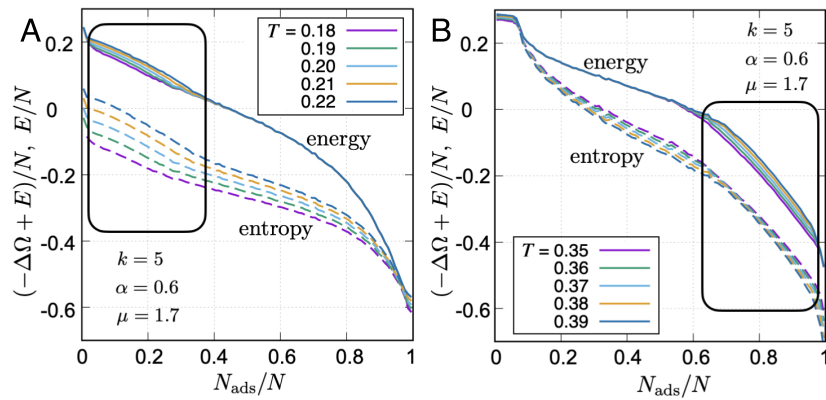 A
(−ΔΩ + E)/N, E/N
0.2
0
-0.2
-0.4
-0.6
T = 0.18
0.19
0.20
0.21
0.22
energy
entropy
k = 5
α = 0.6
μ = 1.7
0
0.2
0.4
0.6
0.8
1
N_ads/N
B
(−ΔΩ + E)/N, E/N
0.2
0
-0.2
-0.4
-0.6
k = 5
α = 0.6
μ = 1.7
energy
entropy
T = 0.35
0.36
0.37
0.38
0.39
0
0.2
0.4
0.6
0.8
1
N_ads/N